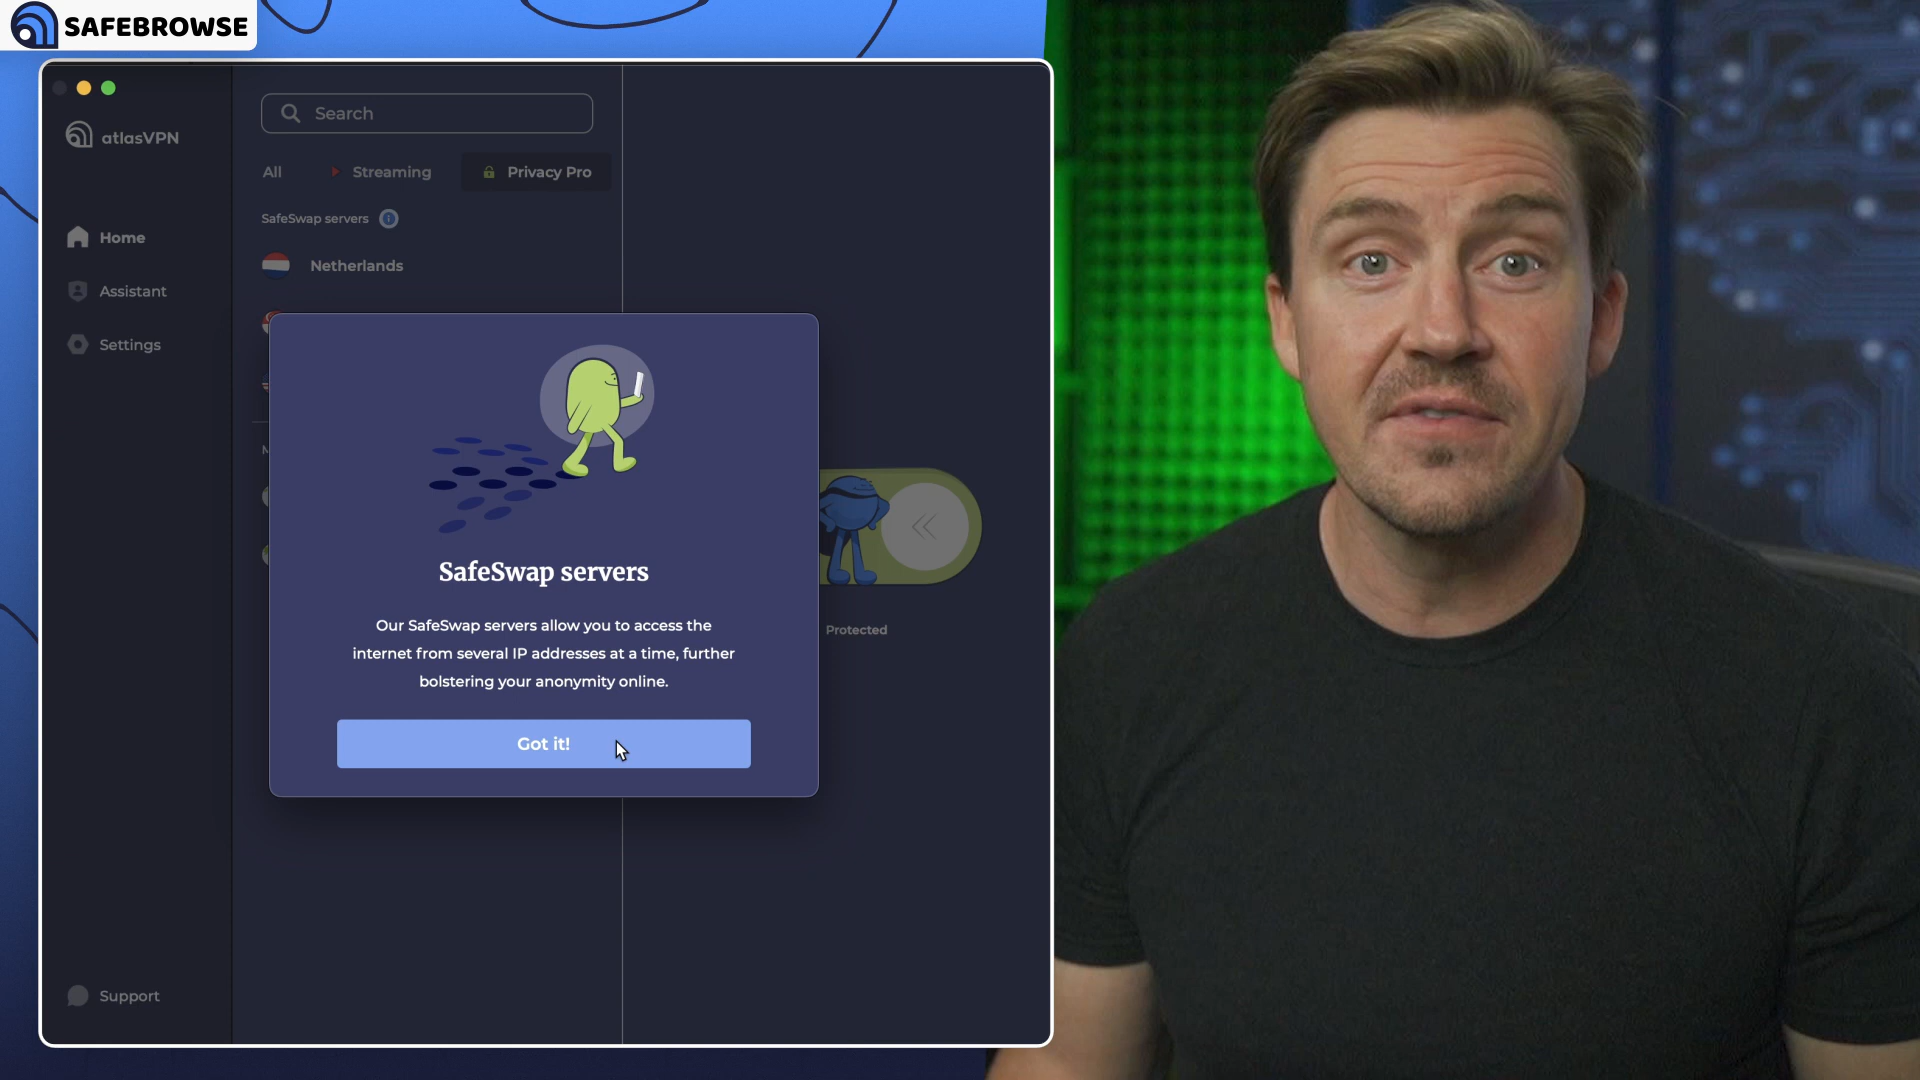 SAFEBROWSE
atlasVPN
Home
Assistant
Settings
Support
Search
All
Streaming
Privacy Pro
SafeSwap servers
Netherlands
SafeSwap servers
Our SafeSwap servers allow you to access the
internet from several IP addresses at a time, further
bolstering your anonymity online.
Got it!
Protected